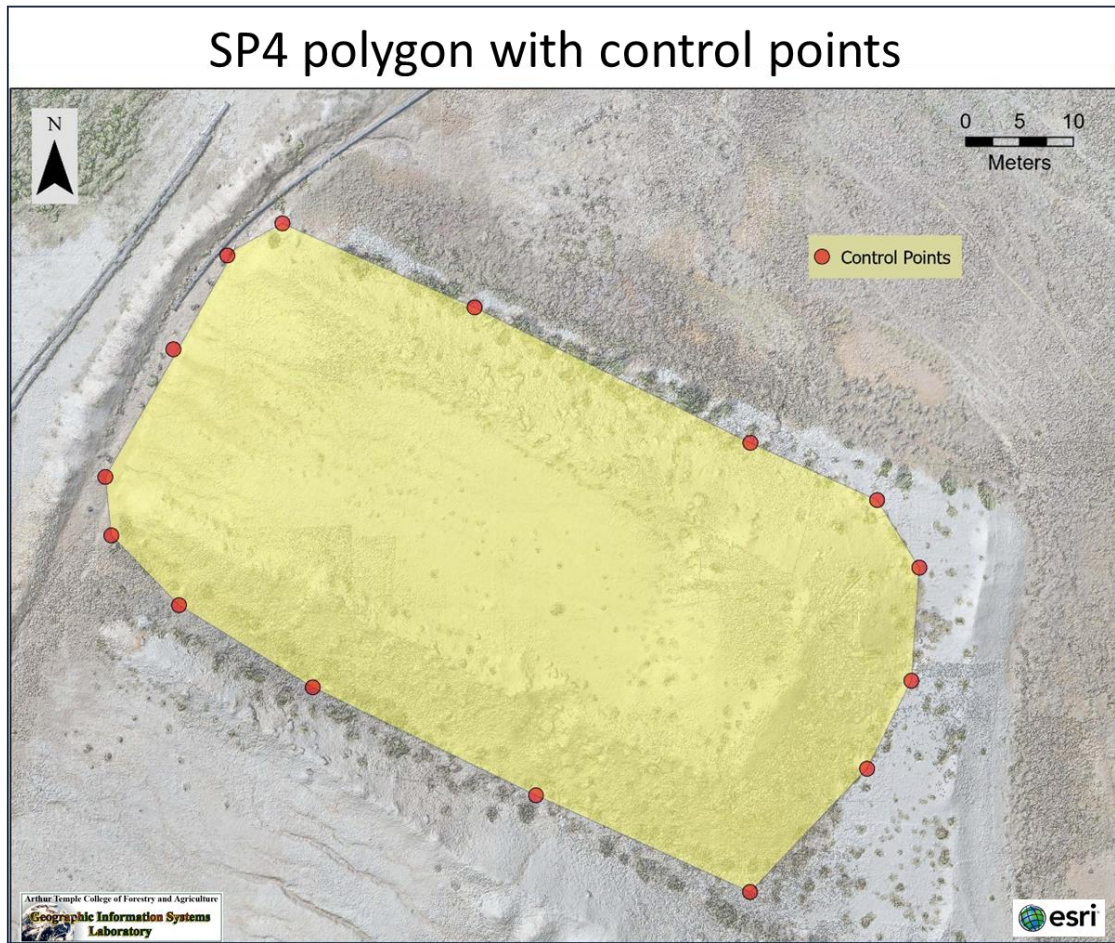 SP4 polygon with control points
N
0 5 10
Meters
Control Points
Arthur Temple College of Forestry and Agriculture
Geographic Information Systems
Laboratory
esri